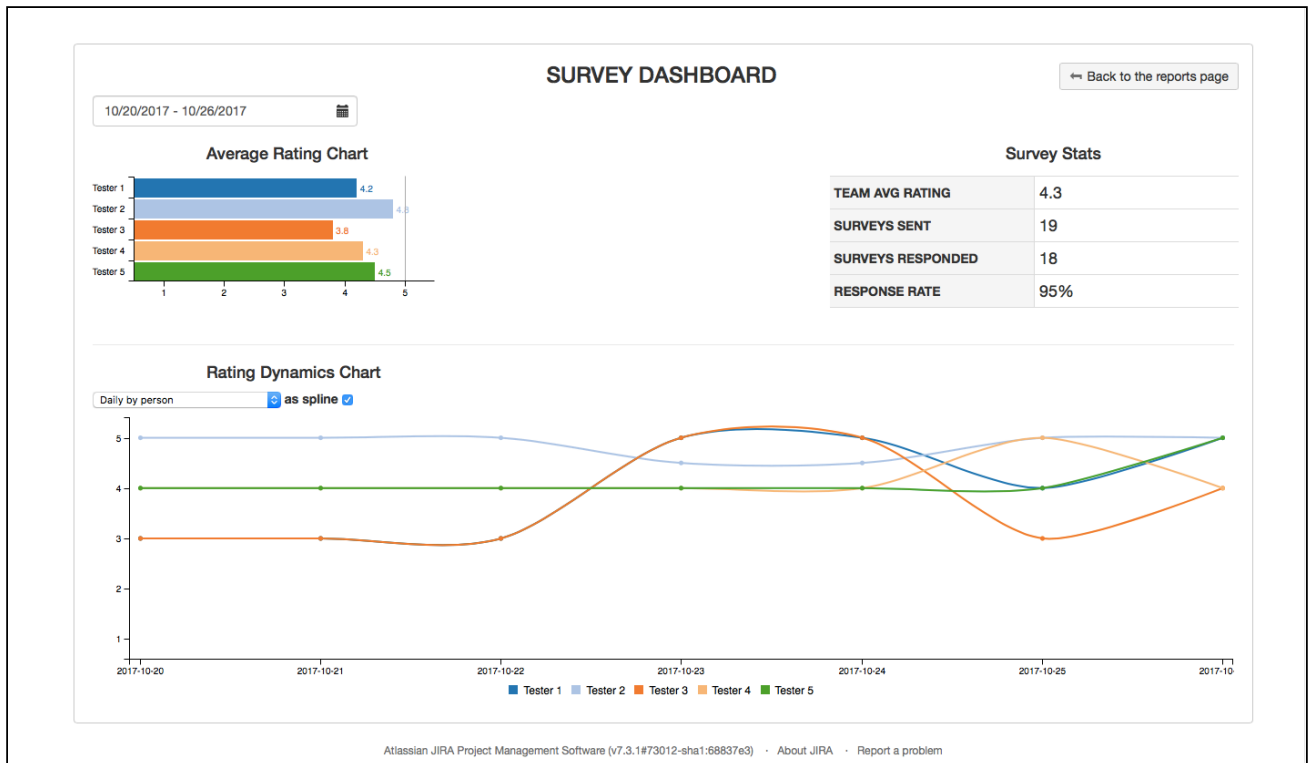 SURVEY DASHBOARD
Back to the reports page
10/20/2017 - 10/26/2017
Average Rating Chart
Tester 1 4.2
Tester 2 4.8
Tester 3 3.8
Tester 4 4.3
Tester 5 4.5
1 2 3 4 5
Survey Stats
TEAM AVG RATING 4.3
SURVEYS SENT 19
SURVEYS RESPONDED 18
RESPONSE RATE 95%
Rating Dynamics Chart
Daily by person as spline
5
4
3
2
1
2017-10-20 2017-10-21 2017-10-22 2017-10-23 2017-10-24 2017-10-25 2017-10-
Tester 1 Tester 2 Tester 3 Tester 4 Tester 5
Atlassian JIRA Project Management Software (v7.3.1#73012-sha1:68837e3) · About JIRA · Report a problem